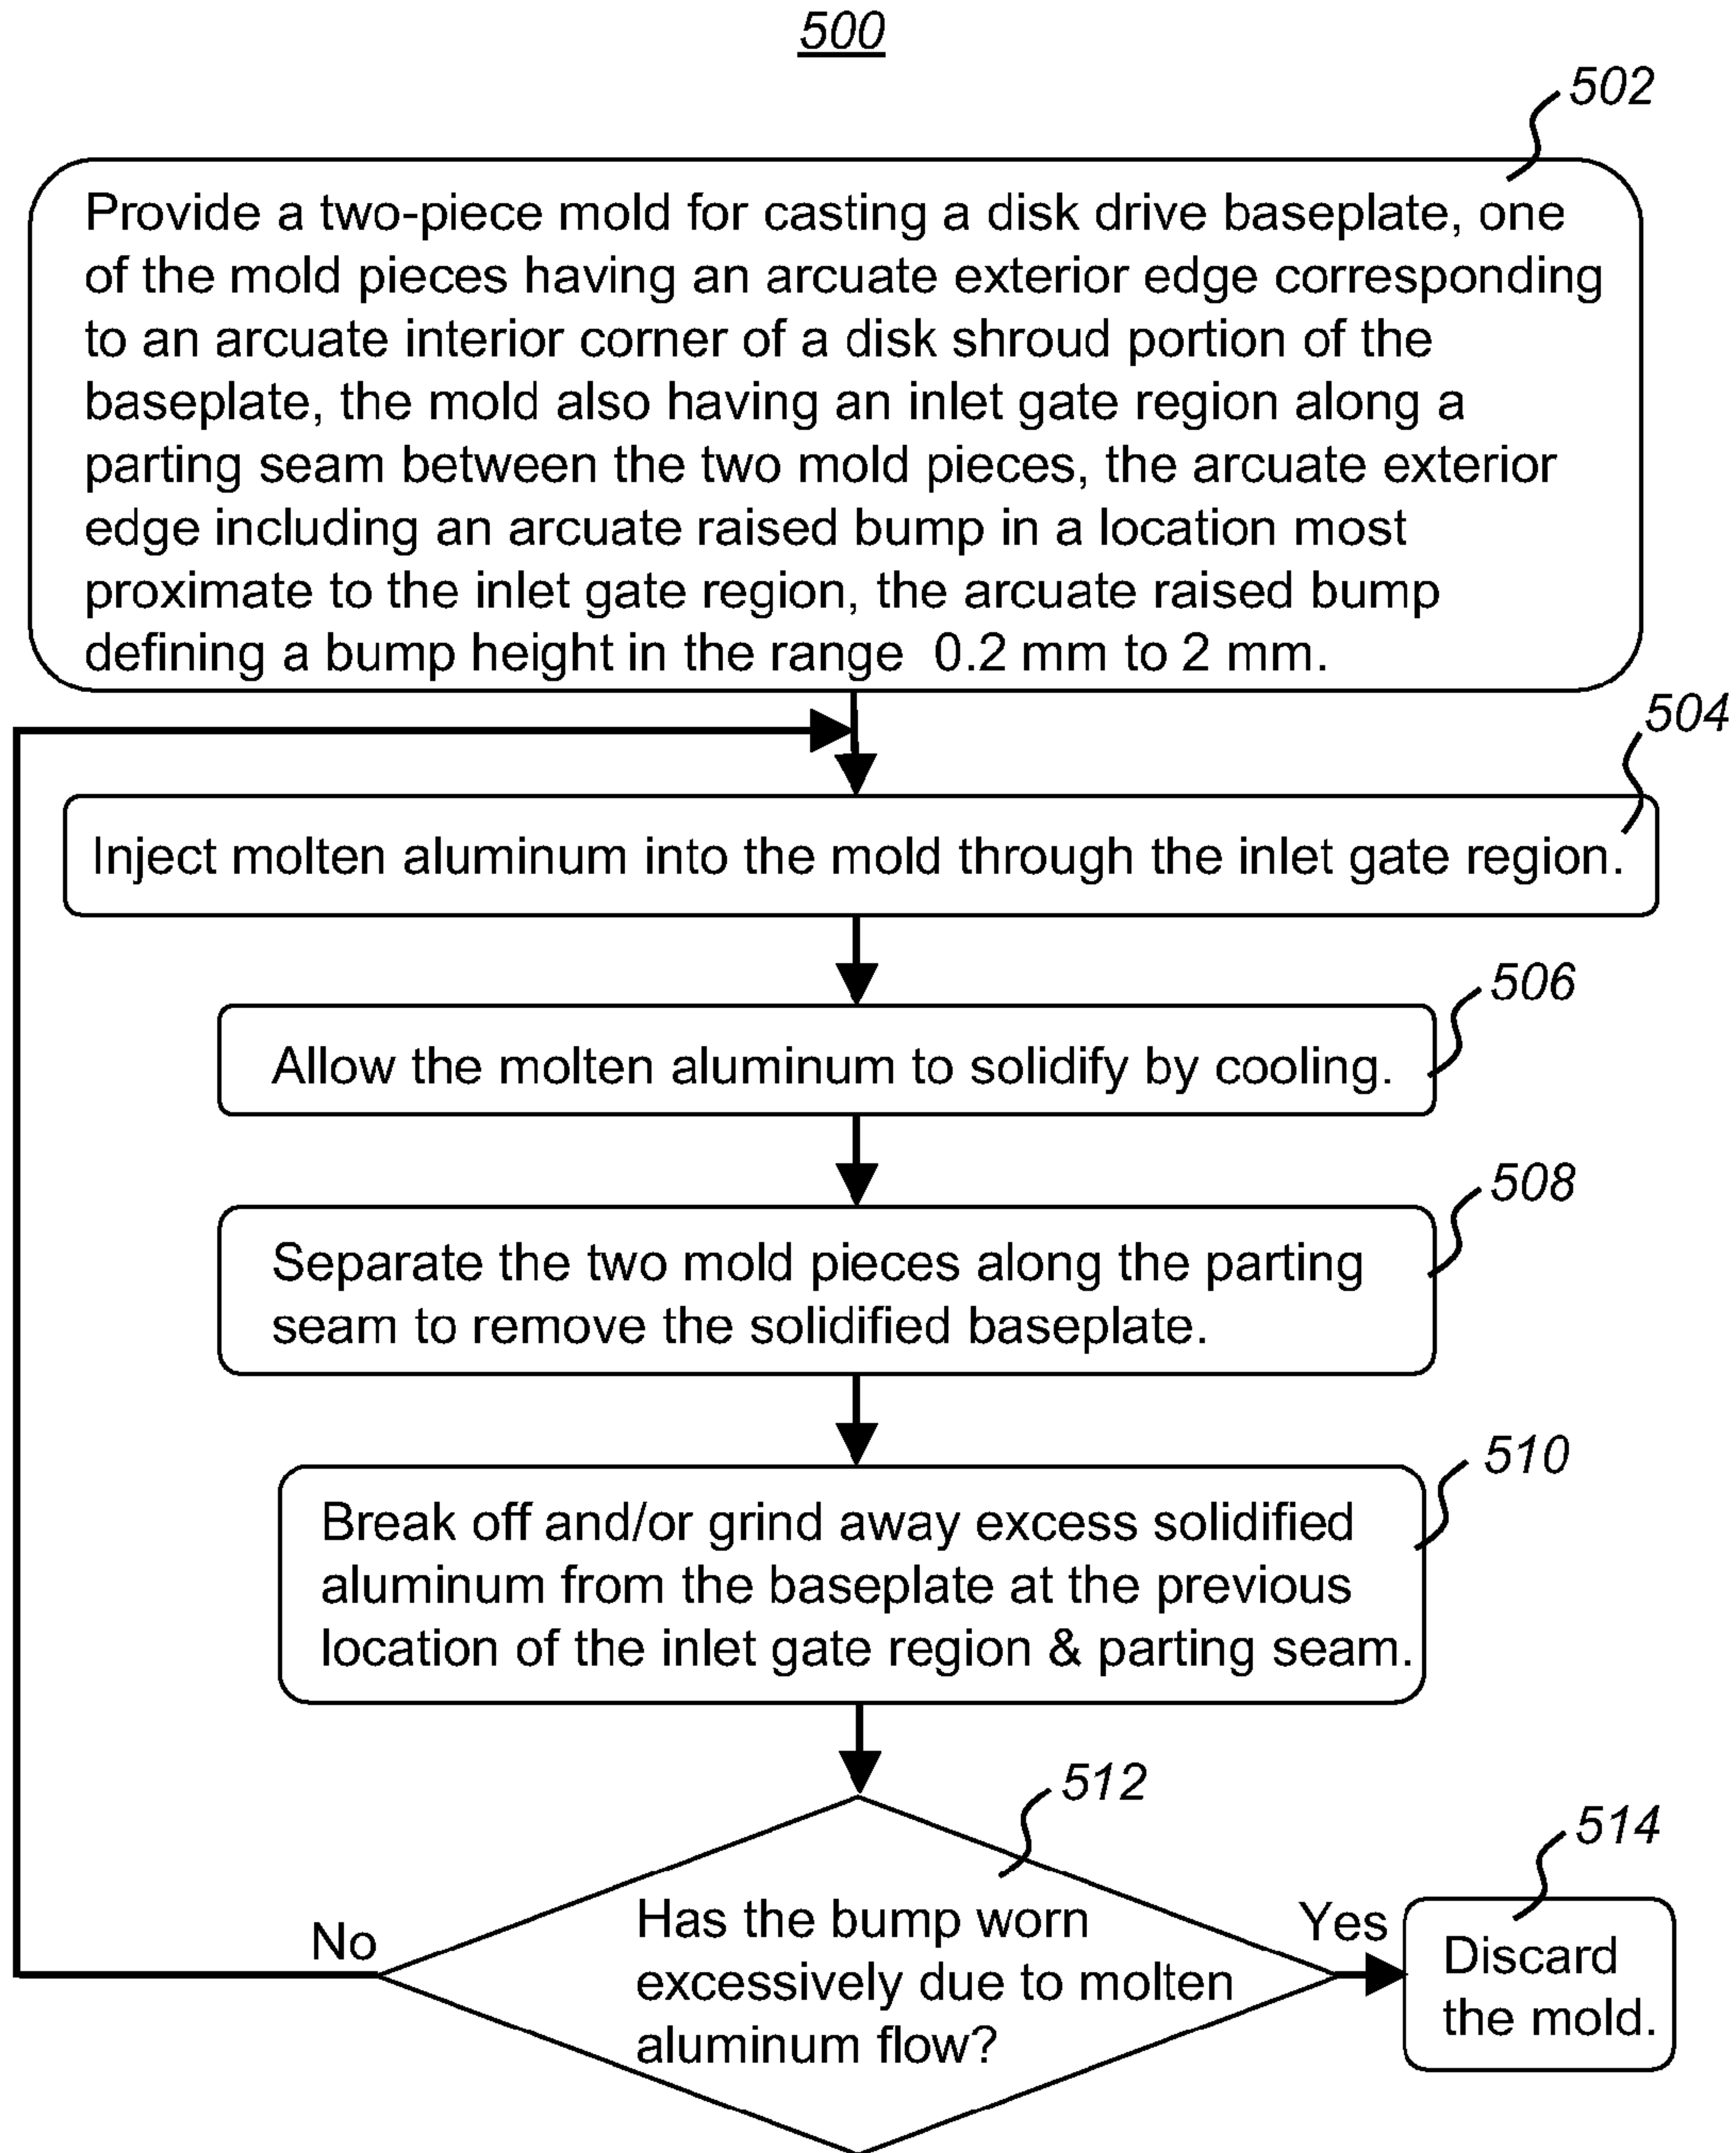 500
502
Provide a two-piece mold for casting a disk drive baseplate, one
of the mold pieces having an arcuate exterior edge corresponding
to an arcuate interior corner of a disk shroud portion of the
baseplate, the mold also having an inlet gate region along a
parting seam between the two mold pieces, the arcuate exterior
edge including an arcuate raised bump in a location most
proximate to the inlet gate region, the arcuate raised bump
defining a bump height in the range 0.2 mm to 2 mm.
504
Inject molten aluminum into the mold through the inlet gate region.
506
Allow the molten aluminum to solidify by cooling.
508
Separate the two mold pieces along the parting
seam to remove the solidified baseplate.
510
Break off and/or grind away excess solidified
aluminum from the baseplate at the previous
location of the inlet gate region & parting seam.
512
Has the bump worn
excessively due to molten
aluminum flow?
No
Yes
514
Discard
the mold.